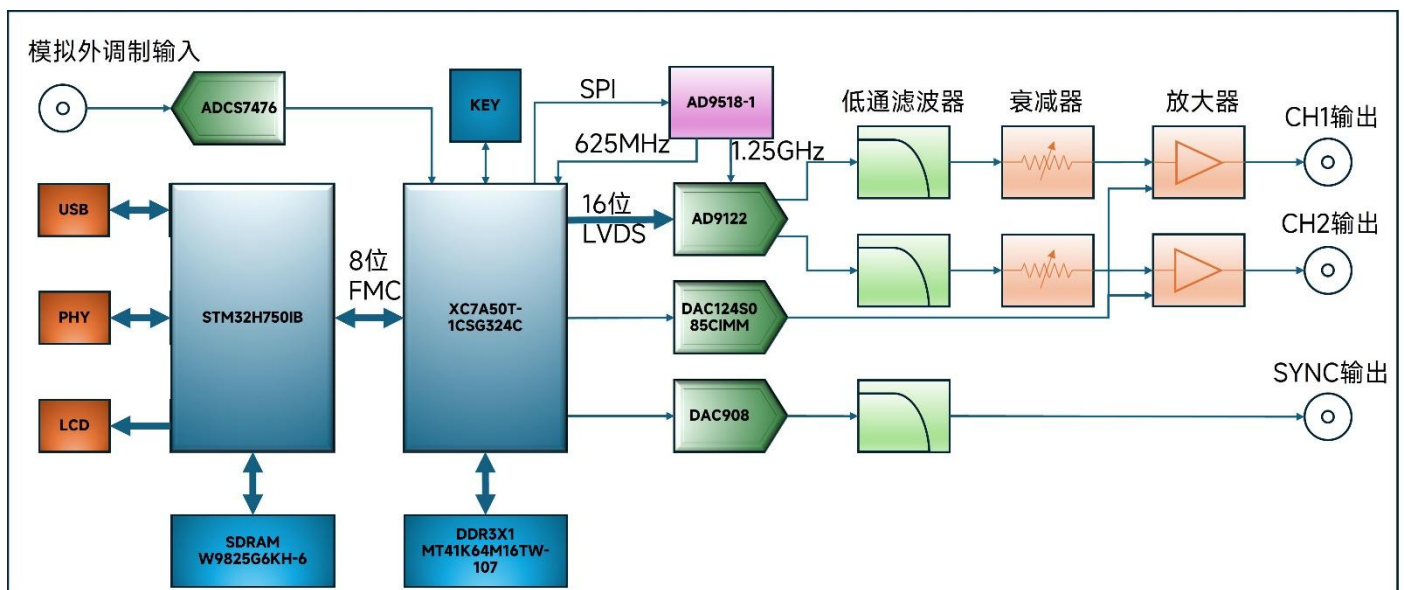 模拟外调制输入
ADCS7476
KEY
SPI
AD9518-1
低通滤波器
衰减器
放大器
CH1输出
625MHz
1.25GHz
USB
16位
LVDS
AD9122
CH2输出
8位
FMC
PHY
STM32H750IB
XC7A50T-
1CSG324C
DAC124S0
85CIMM
SYNC输出
LCD
DAC908
SDRAM
W9825G6KH-6
DDR3X1
MT41K64M16TW-
107